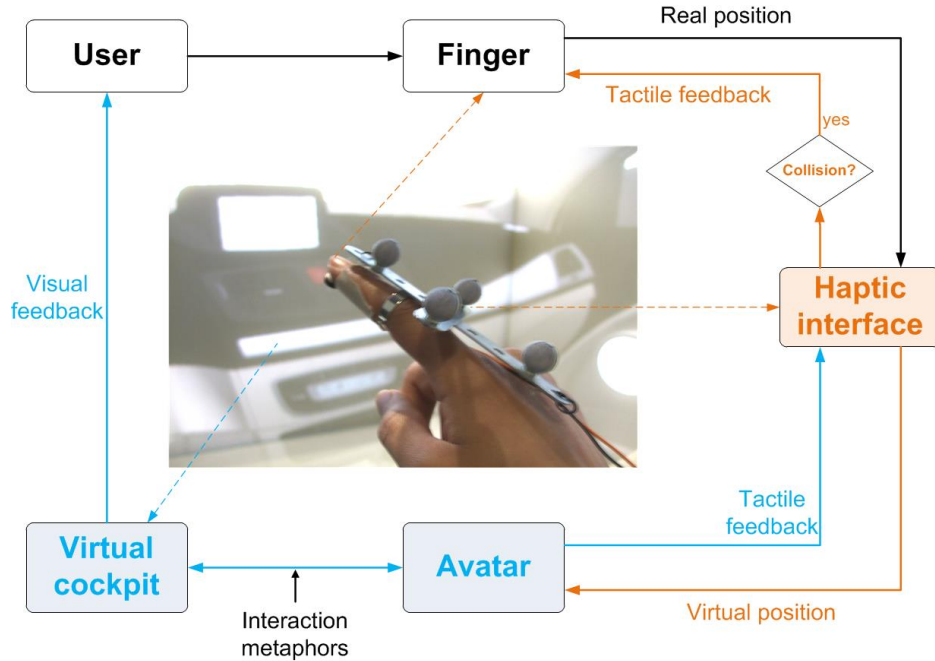 Real position
User
Finger
Tactile feedback
yes
Collision?
Visual
feedback
Haptic
interface
Tactile
feedback
Virtual
cockpit
Avatar
Virtual position
Interaction
metaphors